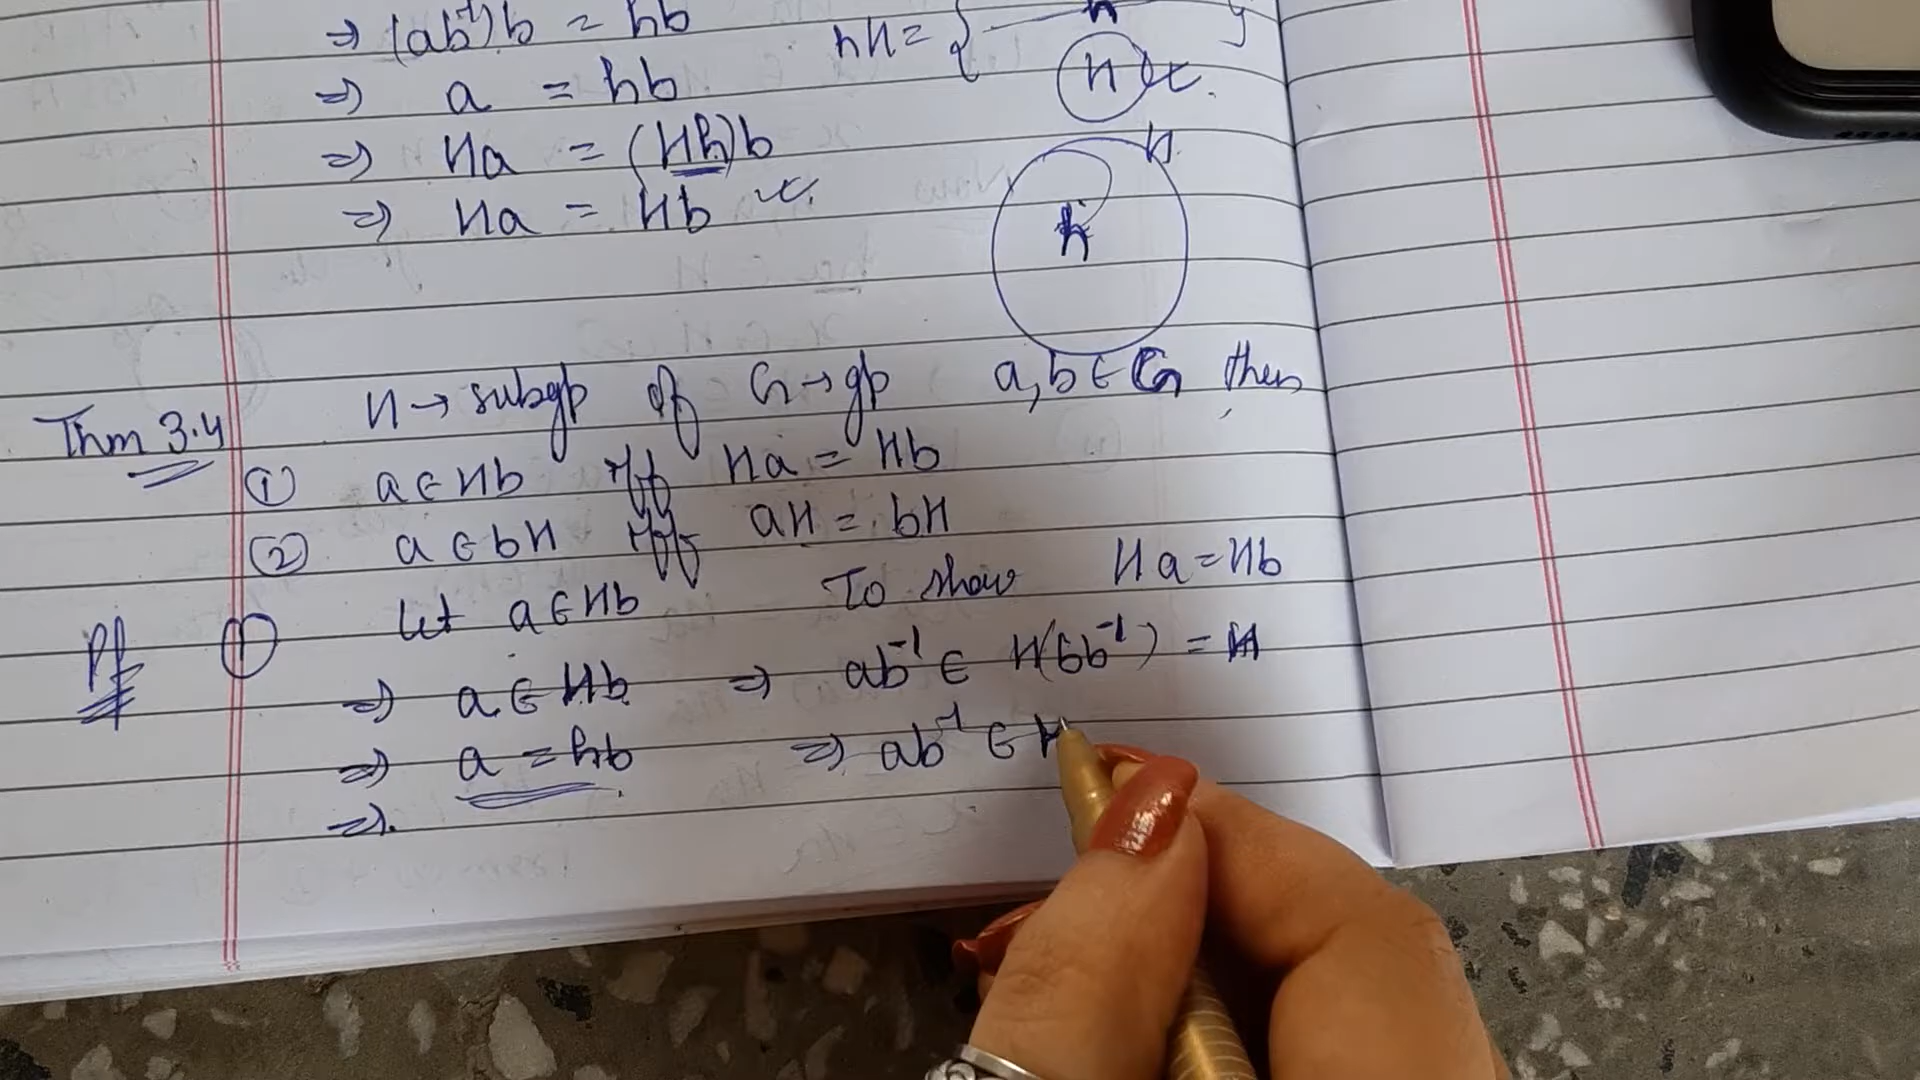 ⇒ (ab⁻¹)b = hb
hH = {
⇒ a = hb
H
⇒ Ha = (Hh)b
H
⇒ Ha = Hb
h
Thm 3.4 H → subgp of G → gp a, b ∈ G then
① a ∈ Hb iff Ha = Hb
② a ∈ bH iff aH = bH
Pf ① let a ∈ Hb To show Ha = Hb
⇒ a ∈ Hb ⇒ ab⁻¹ ∈ H(bb⁻¹) = H
⇒ a = hb ⇒ ab⁻¹ ∈ H
⇒